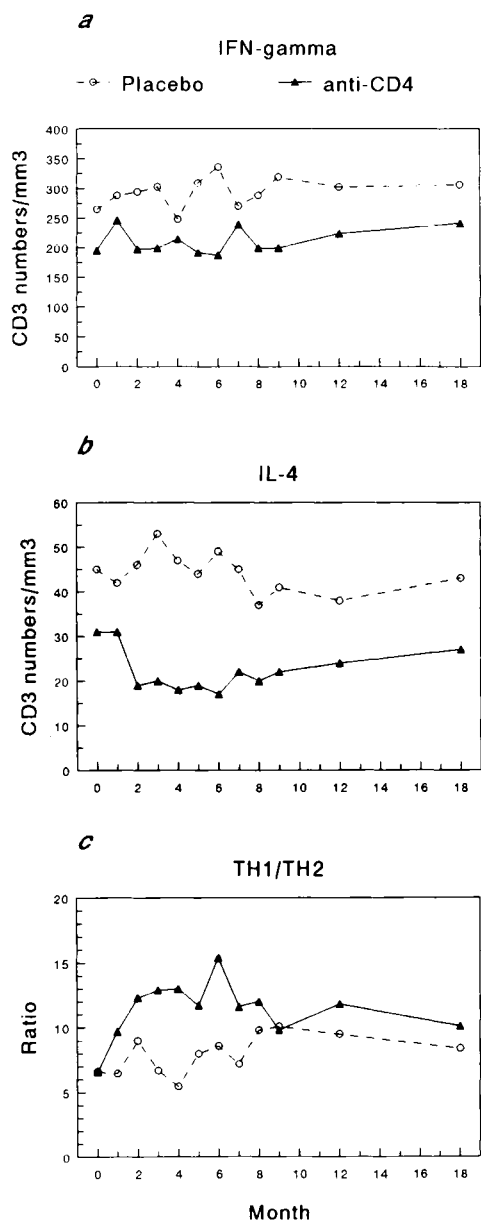 a
IFN-gamma
Placebo anti-CD4
CD3 numbers/mm3
400
350
300
250
200
150
100
50
0
0 2 4 6 8 10 12 14 16 18
b
IL-4
CD3 numbers/mm3
60
50
40
30
20
10
0
0 2 4 6 8 10 12 14 16 18
c
TH1/TH2
Ratio
20
15
10
5
0
0 2 4 6 8 10 12 14 16 18
Month